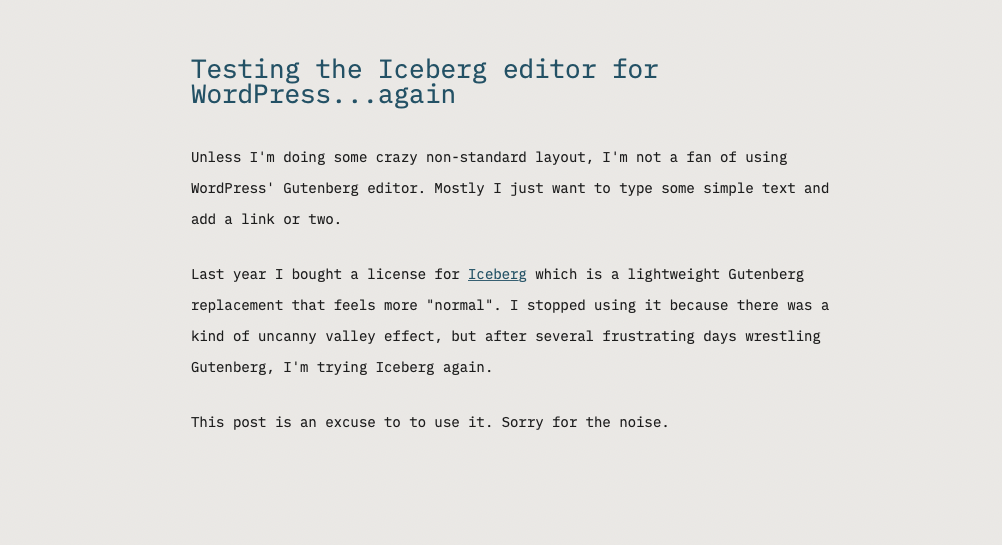 Testing the Iceberg editor for
WordPress...again
Unless I'm doing some crazy non-standard layout, I'm not a fan of using
WordPress' Gutenberg editor. Mostly I just want to type some simple text and
add a link or two.
Last year I bought a license for Iceberg which is a lightweight Gutenberg
replacement that feels more "normal". I stopped using it because there was a
kind of uncanny valley effect, but after several frustrating days wrestling
Gutenberg, I'm trying Iceberg again.
This post is an excuse to to use it. Sorry for the noise.